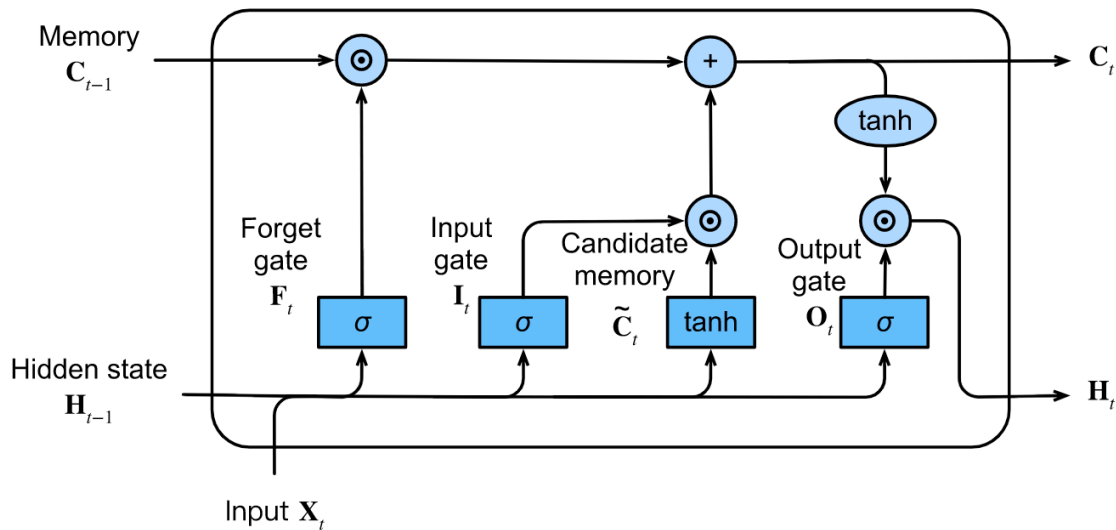 Memory
C_{t-1}
⊙
+
C_t
tanh
Forget
gate
F_t
Input
gate
I_t
Candidate
memory
C̃_t
⊙
Output
gate
O_t
⊙
σ
σ
tanh
σ
Hidden state
H_{t-1}
H_t
Input X_t